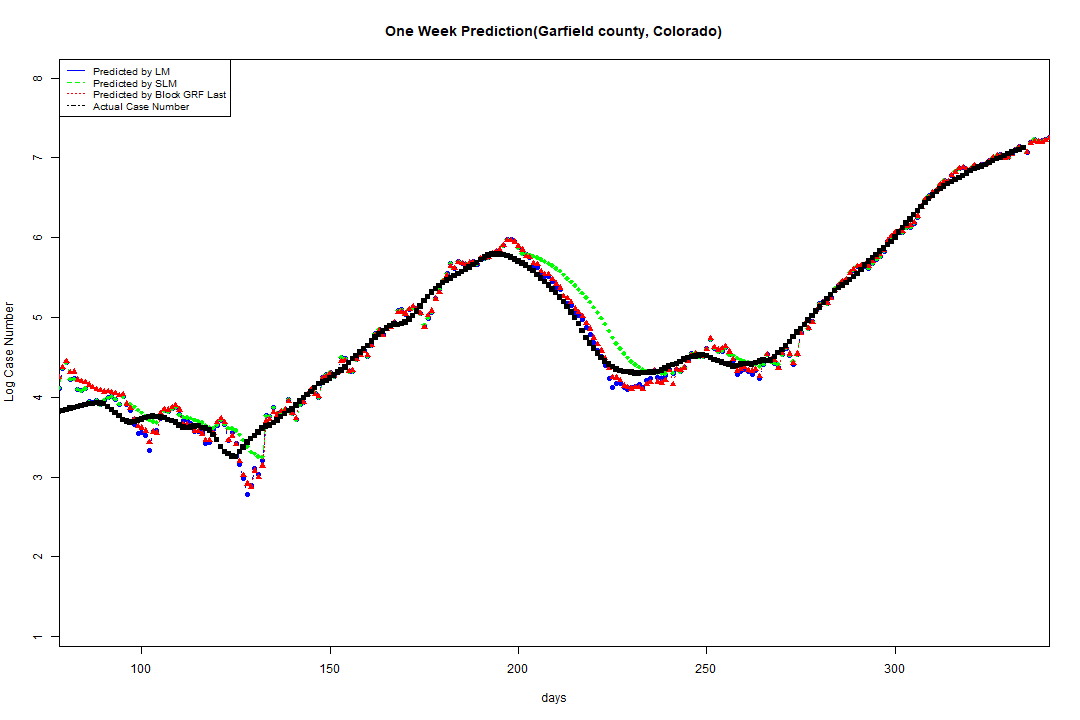 One Week Prediction(Garfield county, Colorado)
Predicted by LM
Predicted by SLM
Predicted by Block GRF Last
Actual Case Number
8
7
6
5
4
3
2
1
Log Case Number
100 150 200 250 300
days